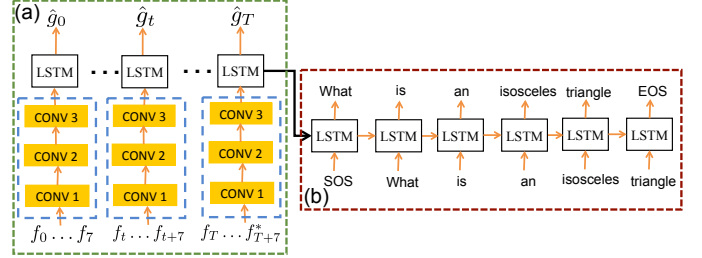 (a)
ĝ₀ ĝₜ ĝ_T
LSTM ... LSTM ... LSTM
CONV 3 CONV 3 CONV 3
CONV 2 CONV 2 CONV 2
CONV 1 CONV 1 CONV 1
f₀ ... f₇ fₜ ... fₜ₊₇ f_T ... f*_{T+7}
What is an isosceles triangle EOS
LSTM LSTM LSTM LSTM LSTM LSTM
SOS What is an isosceles triangle
(b)